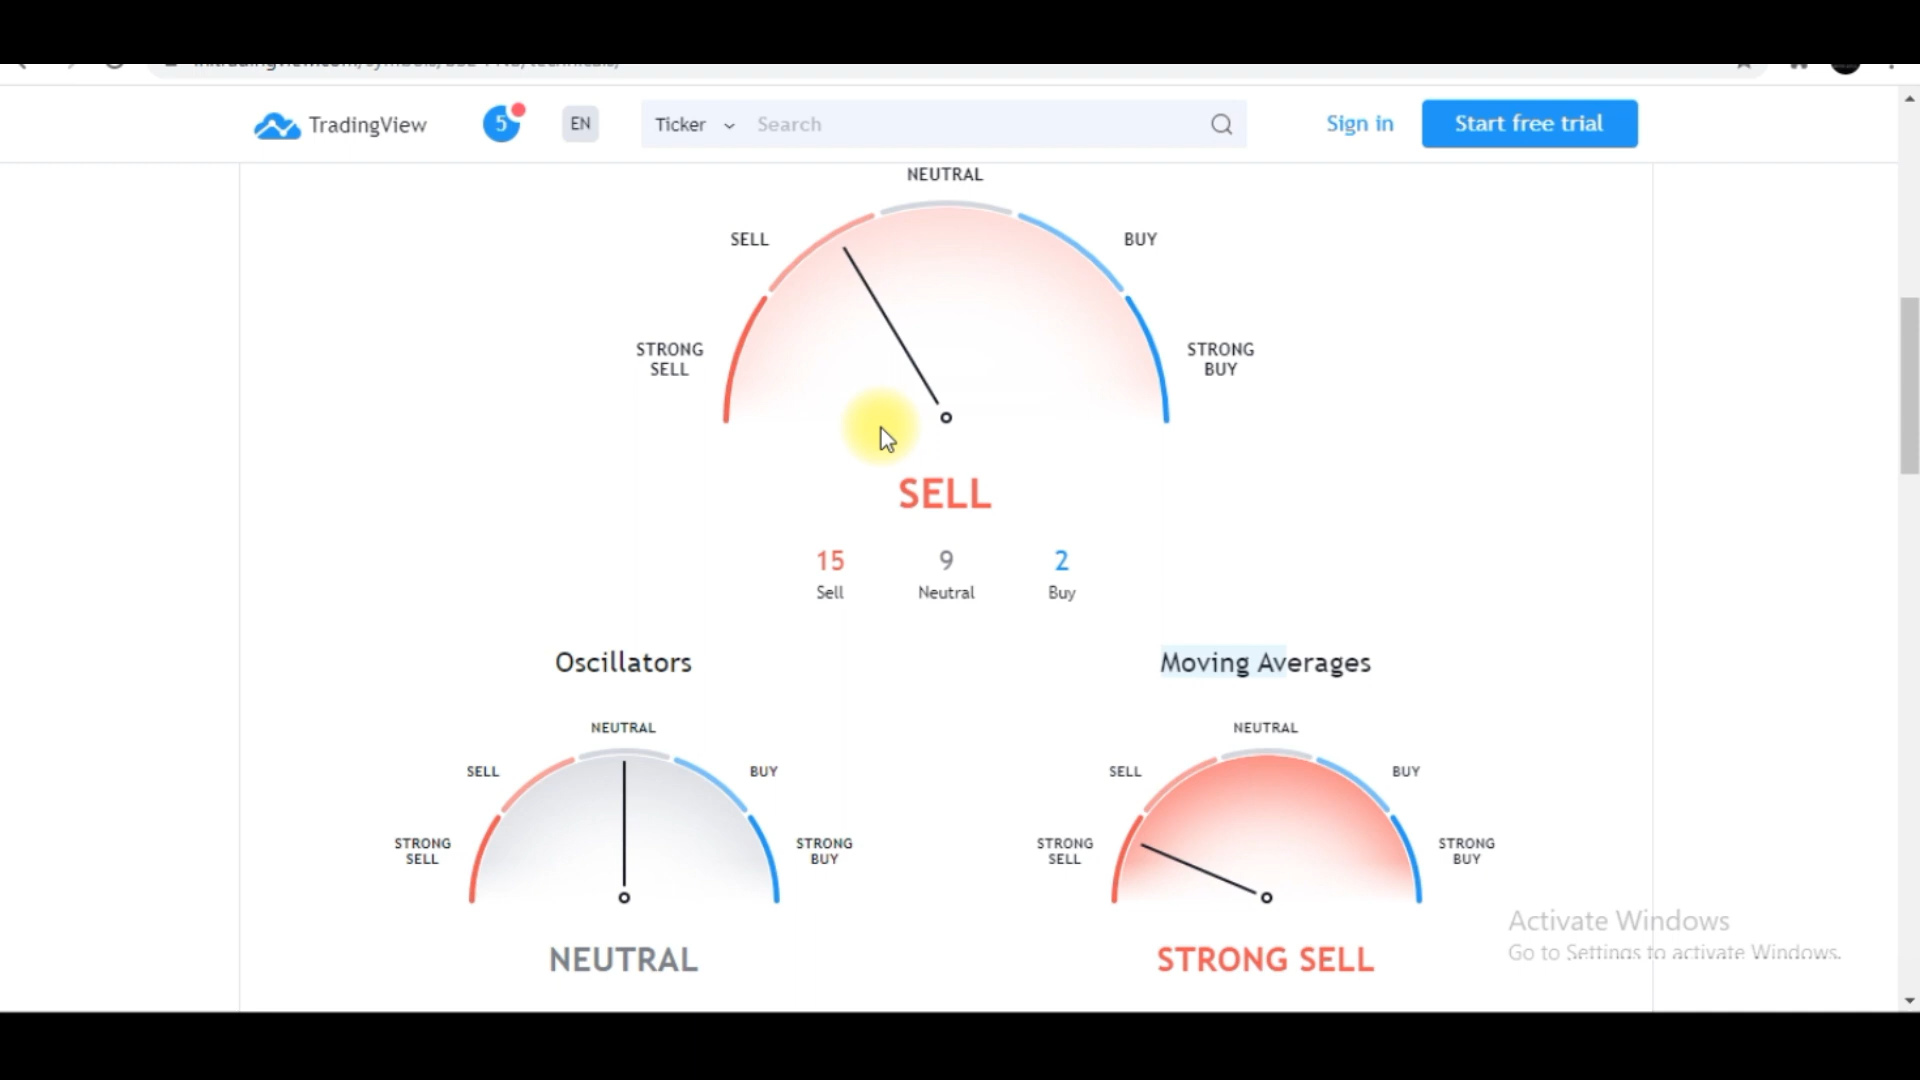 TradingView
5
EN
Ticker
Search
Sign in
Start free trial
NEUTRAL
SELL
BUY
STRONG
SELL
STRONG
BUY
SELL
15
9
2
Sell
Neutral
Buy
Oscillators
Moving Averages
NEUTRAL
NEUTRAL
SELL
BUY
SELL
BUY
STRONG
SELL
STRONG
BUY
STRONG
SELL
STRONG
BUY
NEUTRAL
STRONG SELL
Activate Windows
Go to Settings to activate Windows.